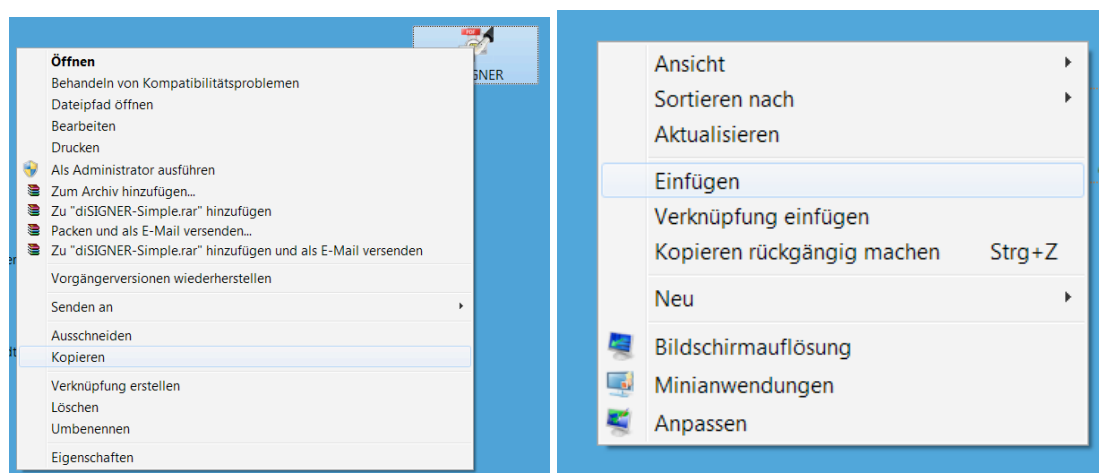 PDF
GNER
Öffnen
Behandeln von Kompatibilitätsproblemen
Dateipfad öffnen
Bearbeiten
Drucken
Als Administrator ausführen
Zum Archiv hinzufügen...
Zu "diSIGNER-Simple.rar" hinzufügen
Packen und als E-Mail versenden...
Zu "diSIGNER-Simple.rar" hinzufügen und als E-Mail versenden
Vorgängerversionen wiederherstellen
Senden an
Ausschneiden
Kopieren
Verknüpfung erstellen
Löschen
Umbenennen
Eigenschaften
Ansicht
Sortieren nach
Aktualisieren
Einfügen
Verknüpfung einfügen
Kopieren rückgängig machen Strg+Z
Neu
Bildschirmauflösung
Minianwendungen
Anpassen